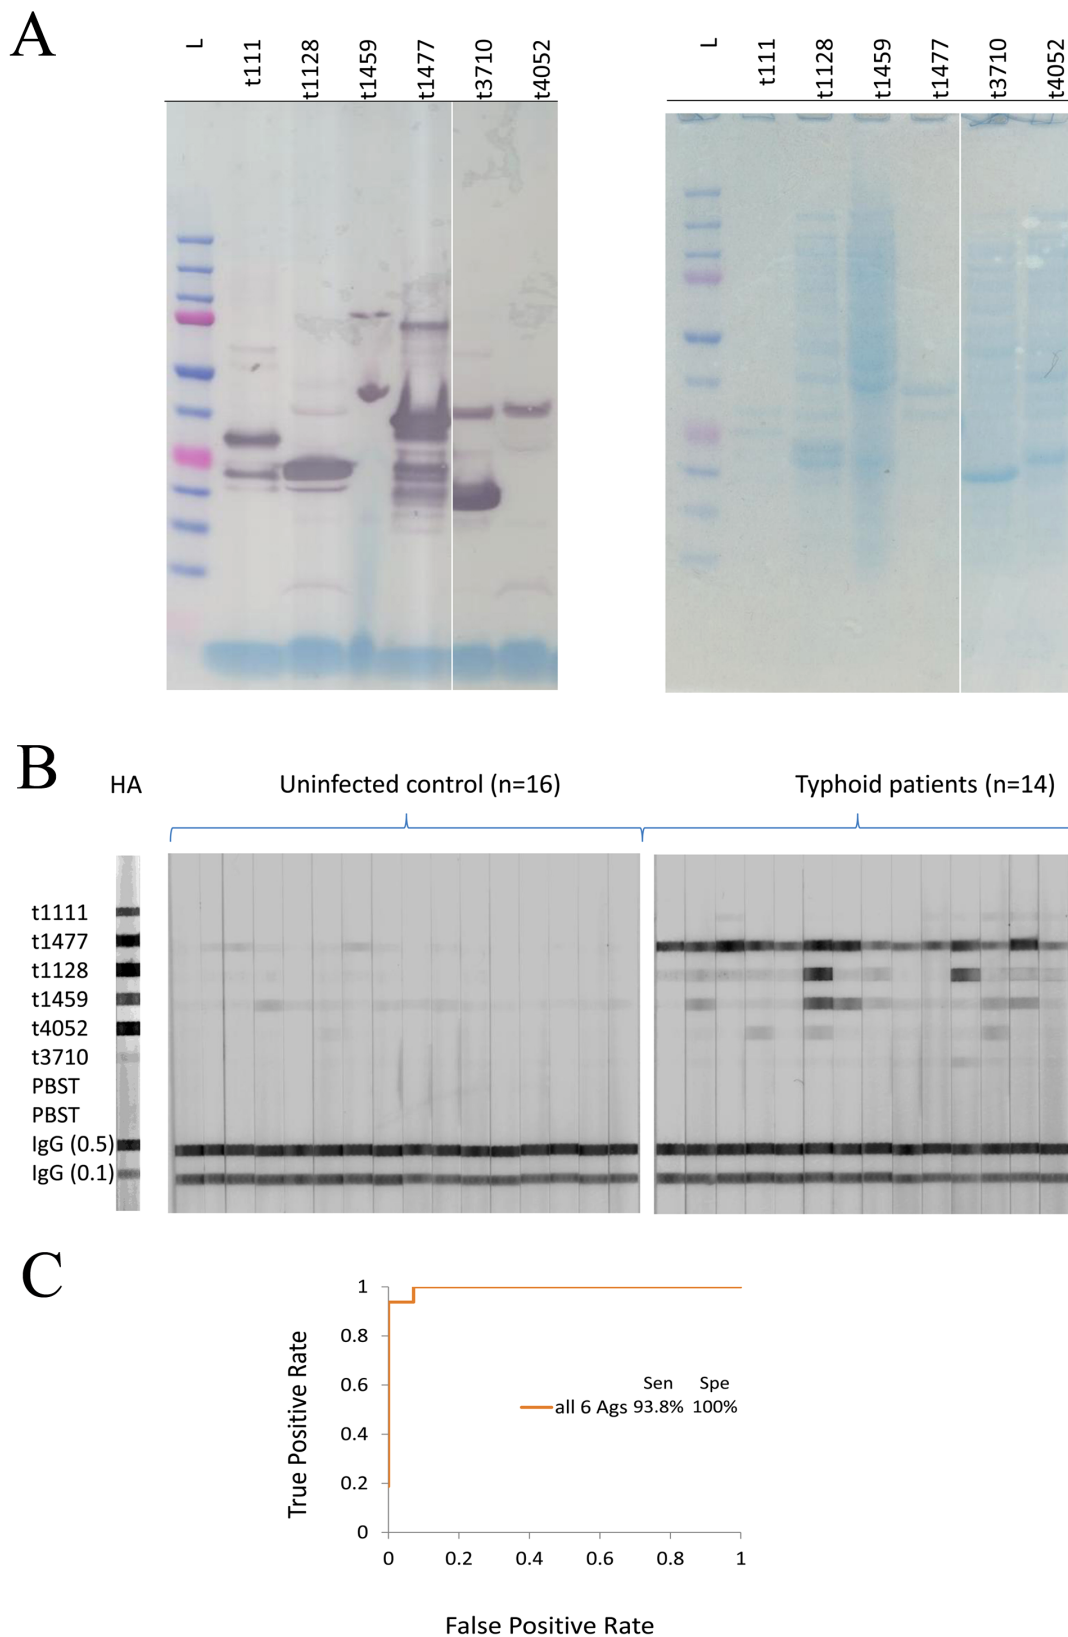 A
L
t111
t1128
t1459
t1477
t3710
t4052
L
t111
t1128
t1459
t1477
t3710
t4052
B
HA
Uninfected control (n=16)
Typhoid patients (n=14)
t1111
t1477
t1128
t1459
t4052
t3710
PBST
PBST
IgG (0.5)
IgG (0.1)
C
1
0.8
0.6
0.4
0.2
0
True Positive Rate
Sen Spe
all 6 Ags 93.8% 100%
0 0.2 0.4 0.6 0.8 1
False Positive Rate